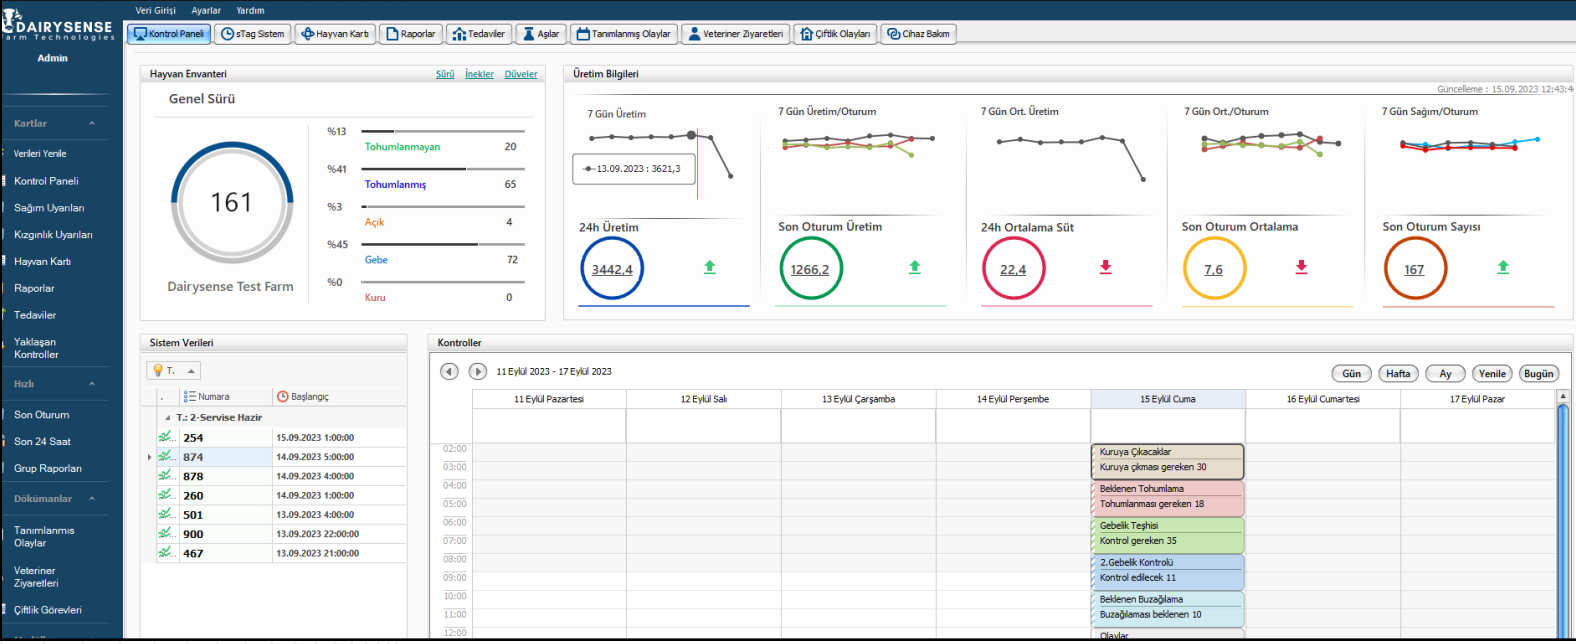 Veri Girişi Ayarlar Yardım
DAIRYSENSE
Farm Technologies
Admin
Kontrol Paneli sTag Sistem Hayvan Kartı Raporlar Tedaviler Aşılar Tanımlanmış Olaylar Veteriner Ziyaretleri Çiftlik Olayları Cihaz Bakım
Kartlar
Verileri Yenile
Kontrol Paneli
Sağım Uyarıları
Kızgınlık Uyarıları
Hayvan Kartı
Raporlar
Tedaviler
Yaklaşan
Kontroller
Hızlı
Son Oturum
Son 24 Saat
Grup Raporları
Dökümanlar
Tanımlanmıs
Olaylar
Veteriner
Ziyaretleri
Çiftlik Görevleri
Hayvan Envanteri Sürü İnekler Düveler
Genel Sürü
161
Dairysense Test Farm
%13
Tohumlanmayan 20
%41
Tohumlanmış 65
%3
Açık 4
%45
Gebe 72
%0
Kuru 0
Üretim Bilgileri
Güncelleme : 15.09.2023 12:43:4
7 Gün Üretim 7 Gün Üretim/Oturum 7 Gün Ort. Üretim 7 Gün Ort./Oturum 7 Gün Sağım/Oturum
13.09.2023 : 3621,3
24h Üretim Son Oturum Üretim 24h Ortalama Süt Son Oturum Ortalama Son Oturum Sayısı
3442,4 1266,2 22,4 7,6 167
Sistem Verileri
T.
. Numara Başlangıç
T.: 2-Servise Hazir
254 15.09.2023 1:00:00
874 14.09.2023 5:00:00
878 14.09.2023 4:00:00
260 14.09.2023 1:00:00
501 13.09.2023 4:00:00
900 13.09.2023 22:00:00
467 13.09.2023 21:00:00
Kontroller
11 Eylül 2023 - 17 Eylül 2023 Gün Hafta Ay Yenile Bugün
11 Eylül Pazartesi 12 Eylül Salı 13 Eylül Çarşamba 14 Eylül Perşembe 15 Eylül Cuma 16 Eylül Cumartesi 17 Eylül Pazar
02:00 Kuruya Çıkacaklar
03:00 Kuruya çıkması gereken 30
04:00 Beklenen Tohumlama
05:00 Tohumlanması gereken 18
06:00 Gebelik Teşhisi
07:00 Kontrol gereken 35
08:00 2.Gebelik Kontrolü
09:00 Kontrol edilecek 11
10:00 Beklenen Buzağılama
11:00 Buzağılaması beklenen 10
12:00 Olaylar